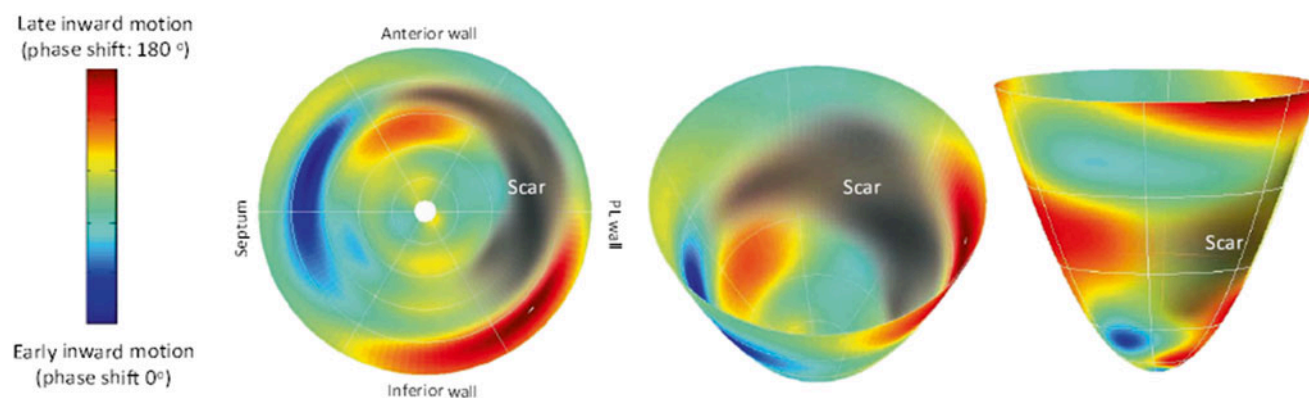 Late inward motion
(phase shift: 180 °)
Early inward motion
(phase shift 0°)
Anterior wall
Septum
Scar
PL wall
Inferior wall
Scar
Scar